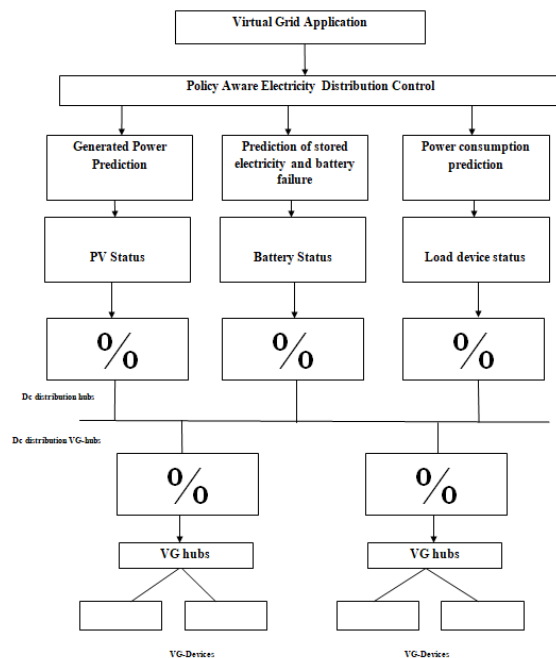 Virtual Grid Application
Policy Aware Electricity Distribution Control
Generated Power
Prediction
Prediction of stored
electricity and battery
failure
Power consumption
prediction
PV Status
Battery Status
Load device status
%
%
%
Dc distribution hubs
Dc distribution VG-hubs
%
%
VG hubs
VG hubs
VG-Devices
VG-Devices